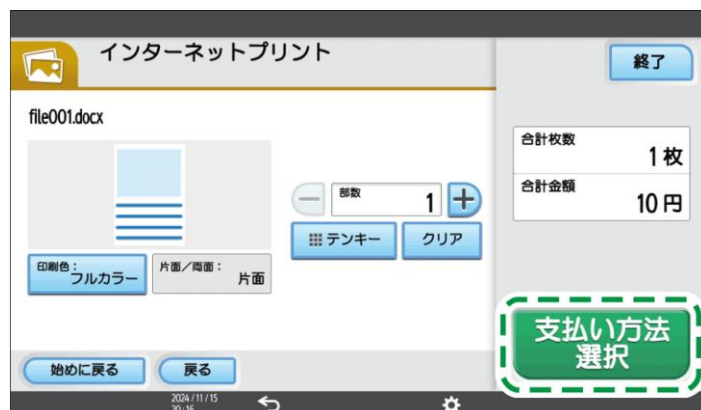 インターネットプリント
終了
file001.docx
合計枚数
1枚
合計金額
10円
部数
1
テンキー
クリア
印刷色：
フルカラー
片面／両面：
片面
支払い方法
選択
始めに戻る
戻る
2024/11/15
20:16